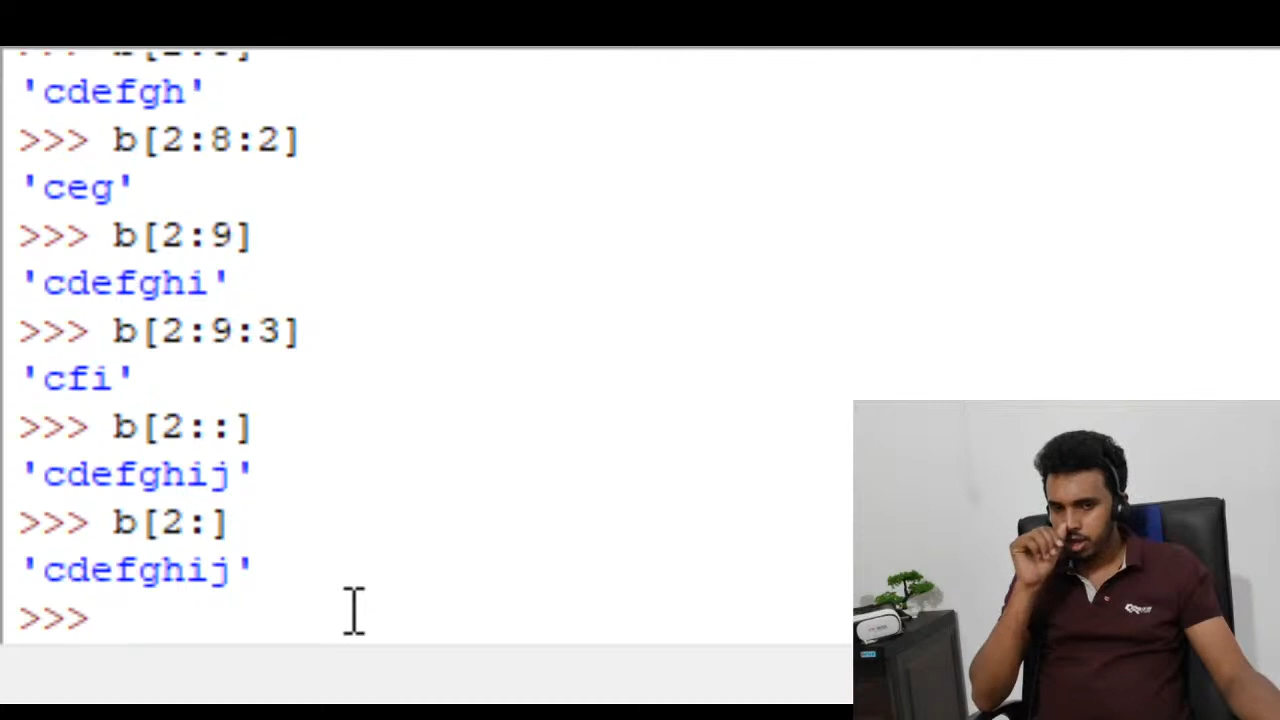 'cdefgh'
>>> b[2:8:2]
'ceg'
>>> b[2:9]
'cdefghi'
>>> b[2:9:3]
'cfi'
>>> b[2::]
'cdefghij'
>>> b[2:]
'cdefghij'
>>>